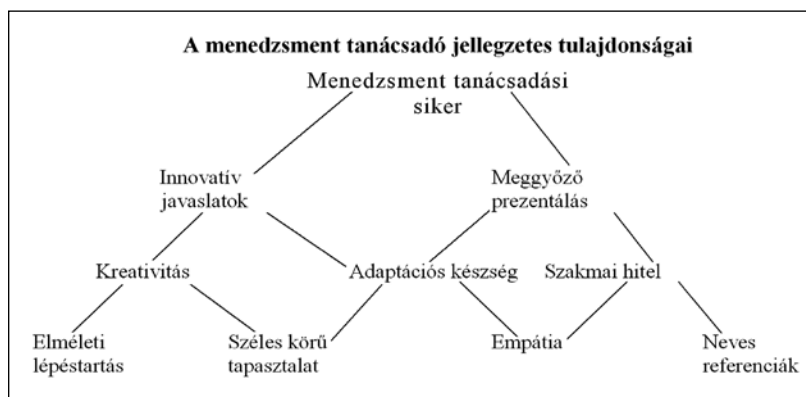 A menedzsment tanácsadó jellegzetes tulajdonságai
Menedzsment tanácsadási
siker
Innovatív
javaslatok
Meggyőző
prezentálás
Kreativitás
Adaptációs készség
Szakmai hitel
Elméleti
lépéstartás
Széles körű
tapasztalat
Empátia
Neves
referenciák